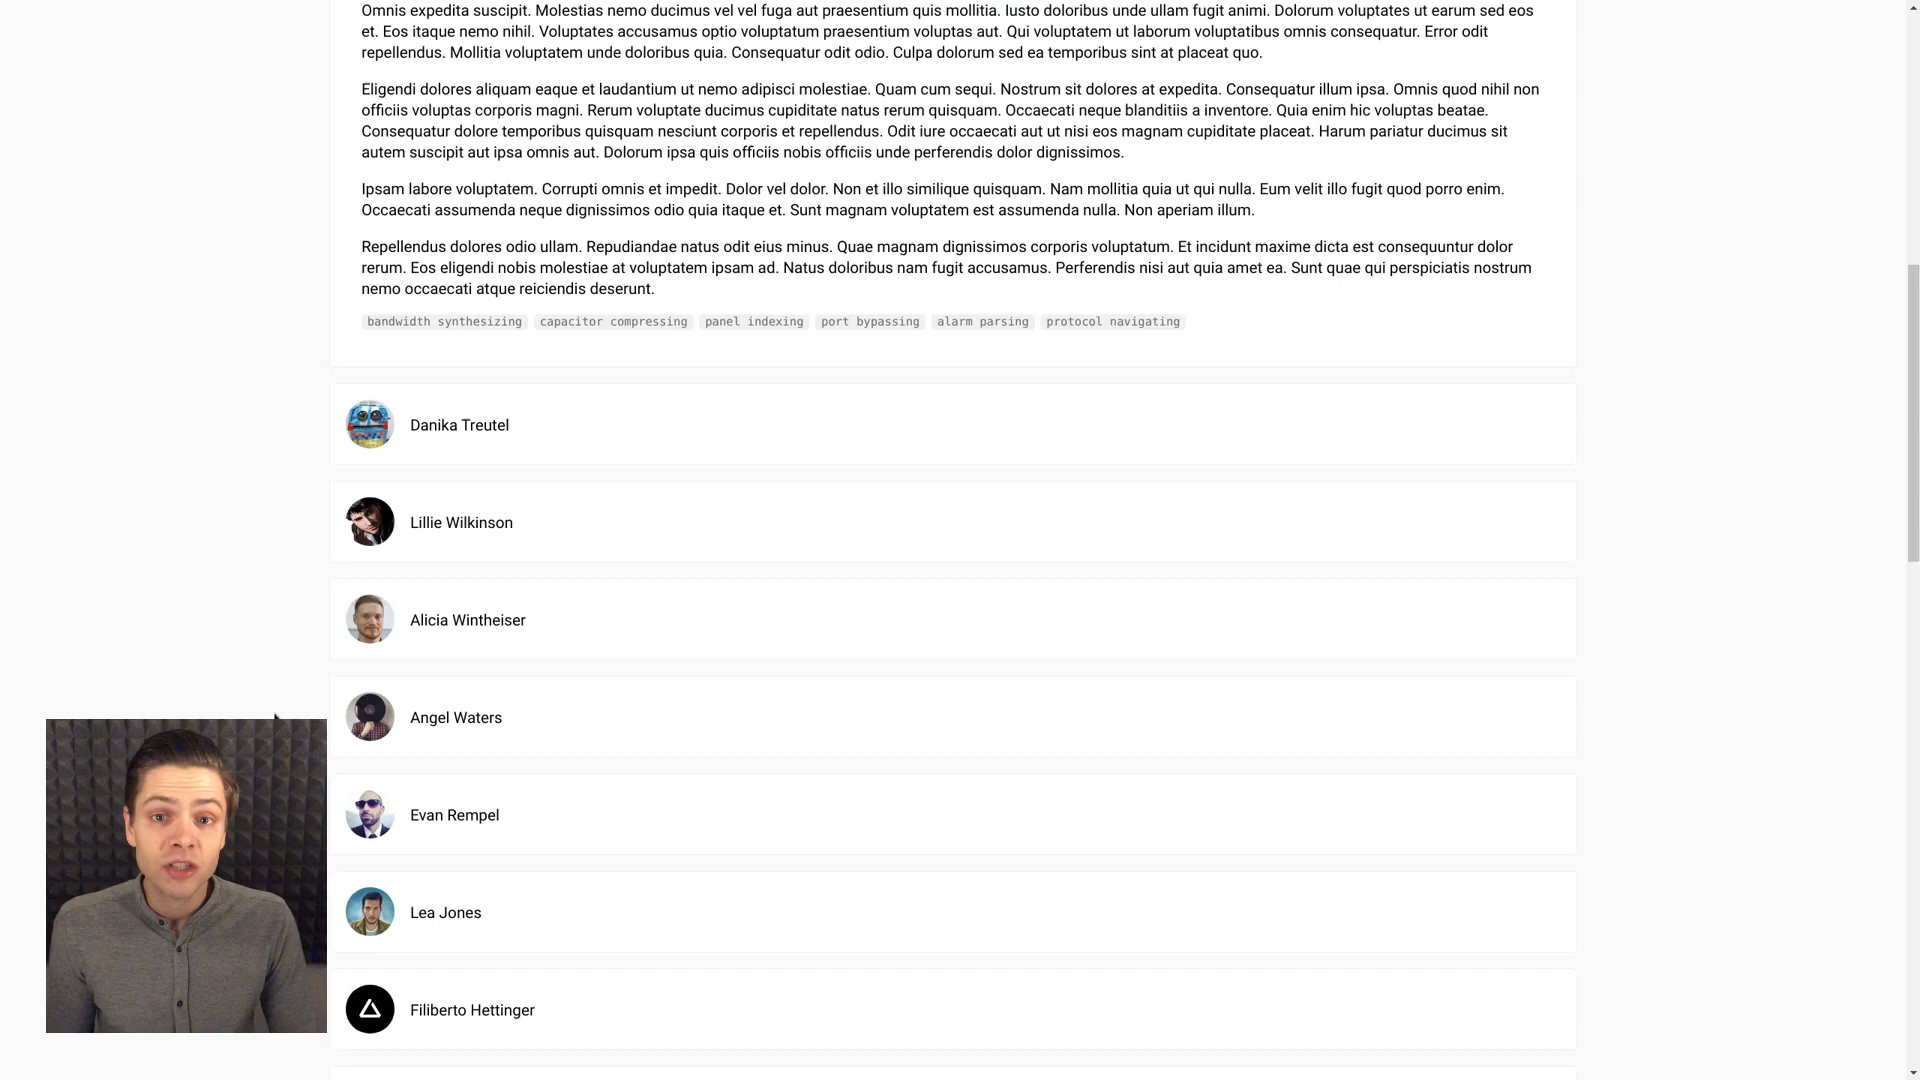 Omnis expedita suscipit. Molestias nemo ducimus vel vel fuga aut praesentium quis mollitia. Iusto doloribus unde ullam fugit animi. Dolorum voluptates ut earum sed eos
et. Eos itaque nemo nihil. Voluptates accusamus optio voluptatum praesentium voluptas aut. Qui voluptatem ut laborum voluptatibus omnis consequatur. Error odit
repellendus. Mollitia voluptatem unde doloribus quia. Consequatur odit odio. Culpa dolorum sed ea temporibus sint at placeat quo.
Eligendi dolores aliquam eaque et laudantium ut nemo adipisci molestiae. Quam cum sequi. Nostrum sit dolores at expedita. Consequatur illum ipsa. Omnis quod nihil non
officiis voluptas corporis magni. Rerum voluptate ducimus cupiditate natus rerum quisquam. Occaecati neque blanditiis a inventore. Quia enim hic voluptas beatae.
Consequatur dolore temporibus quisquam nesciunt corporis et repellendus. Odit iure occaecati aut ut nisi eos magnam cupiditate placeat. Harum pariatur ducimus sit
autem suscipit aut ipsa omnis aut. Dolorum ipsa quis officiis nobis officiis unde perferendis dolor dignissimos.
Ipsam labore voluptatem. Corrupti omnis et impedit. Dolor vel dolor. Non et illo similique quisquam. Nam mollitia quia ut qui nulla. Eum velit illo fugit quod porro enim.
Occaecati assumenda neque dignissimos odio quia itaque et. Sunt magnam voluptatem est assumenda nulla. Non aperiam illum.
Repellendus dolores odio ullam. Repudiandae natus odit eius minus. Quae magnam dignissimos corporis voluptatum. Et incidunt maxime dicta est consequuntur dolor
rerum. Eos eligendi nobis molestiae at voluptatem ipsam ad. Natus doloribus nam fugit accusamus. Perferendis nisi aut quia amet ea. Sunt quae qui perspiciatis nostrum
nemo occaecati atque reiciendis deserunt.
bandwidth synthesizing capacitor compressing panel indexing port bypassing alarm parsing protocol navigating
Danika Treutel
Lillie Wilkinson
Alicia Wintheiser
Angel Waters
Evan Rempel
Lea Jones
Filiberto Hettinger